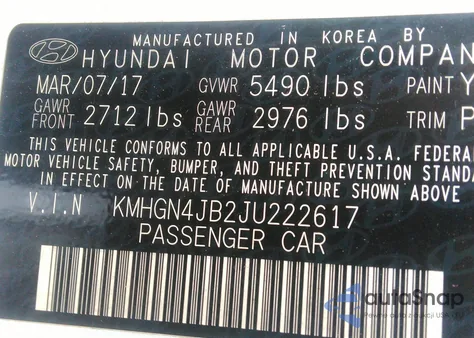 MANUFACTURED IN KOREA BY
HYUNDAI MOTOR COMPAN
MAR/07/17 GVWR 5490 lbs PAINT Y
GAWR FRONT 2712 lbs GAWR REAR 2976 lbs TRIM P
THIS VEHICLE CONFORMS TO ALL APPLICABLE U.S.A. FEDERA
MOTOR VEHICLE SAFETY, BUMPER, AND THEFT PREVENTION STANDA
IN EFFECT ON THE DATE OF MANUFACTURE SHOWN ABOVE
V.I.N KMHGN4JB2JU222617
PASSENGER CAR
autoSnap